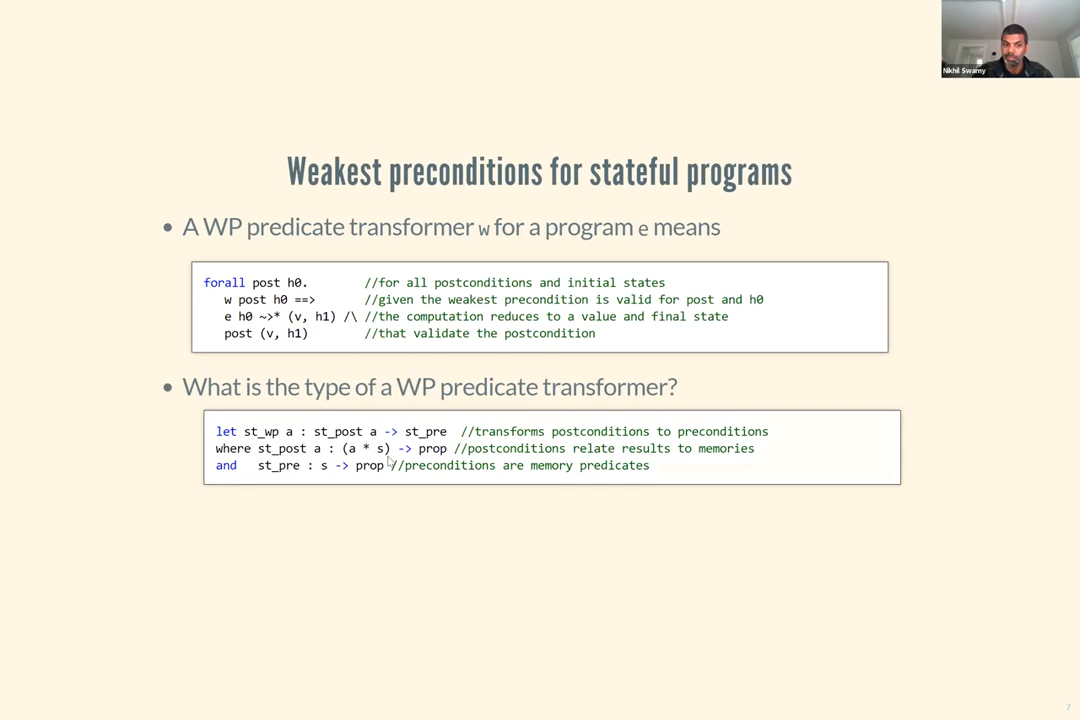 Nikhil Swamy
Weakest preconditions for stateful programs
• A WP predicate transformer w for a program e means
forall post h0. //for all postconditions and initial states
w post h0 ==> //given the weakest precondition is valid for post and h0
e h0 ~>* (v, h1) /\ //the computation reduces to a value and final state
post (v, h1) //that validate the postcondition
• What is the type of a WP predicate transformer?
let st_wp a : st_post a -> st_pre //transforms postconditions to preconditions
where st_post a : (a * s) -> prop //postconditions relate results to memories
and st_pre : s -> prop //preconditions are memory predicates
7